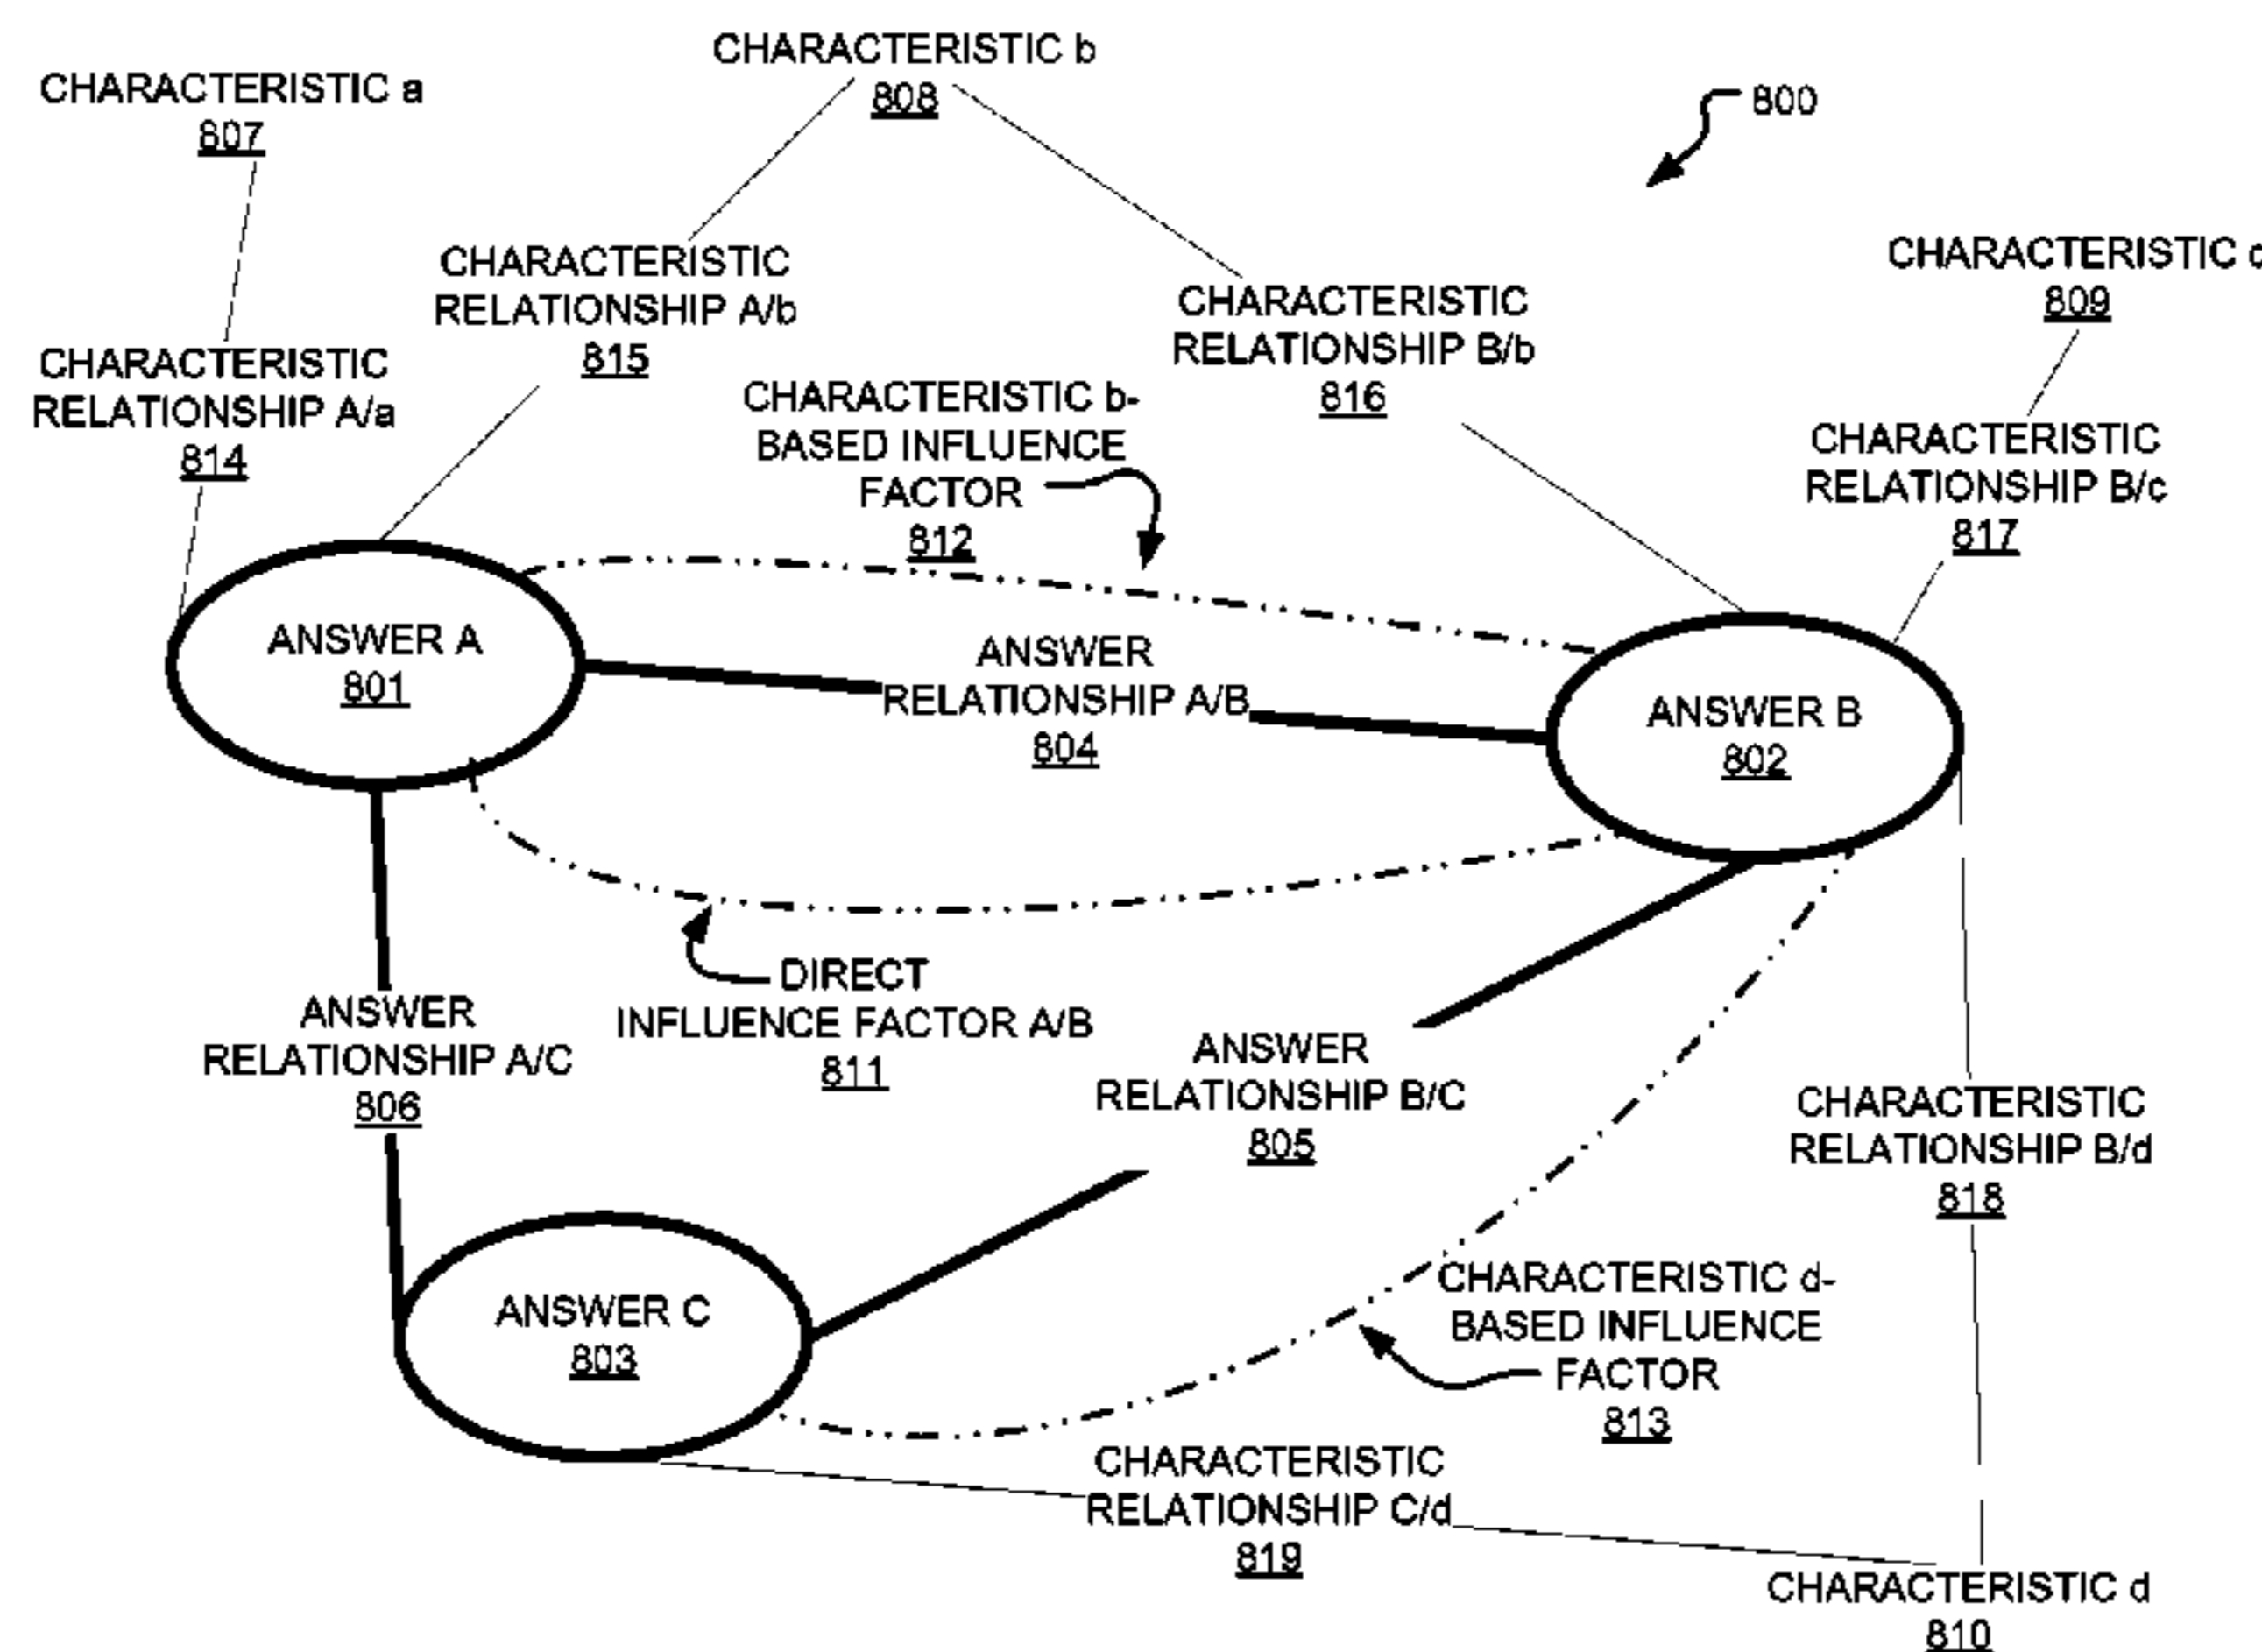 CHARACTERISTIC a
807
CHARACTERISTIC b
808
800
CHARACTERISTIC
RELATIONSHIP A/a
814
CHARACTERISTIC
RELATIONSHIP A/b
815
CHARACTERISTIC
RELATIONSHIP B/b
816
CHARACTERISTIC c
809
CHARACTERISTIC
RELATIONSHIP B/c
817
CHARACTERISTIC b-
BASED INFLUENCE
FACTOR
812
ANSWER A
801
ANSWER
RELATIONSHIP A/B
804
ANSWER B
802
DIRECT
INFLUENCE FACTOR A/B
811
ANSWER
RELATIONSHIP A/C
806
ANSWER
RELATIONSHIP B/C
805
CHARACTERISTIC
RELATIONSHIP B/d
818
ANSWER C
803
CHARACTERISTIC d-
BASED INFLUENCE
FACTOR
813
CHARACTERISTIC
RELATIONSHIP C/d
819
CHARACTERISTIC d
810